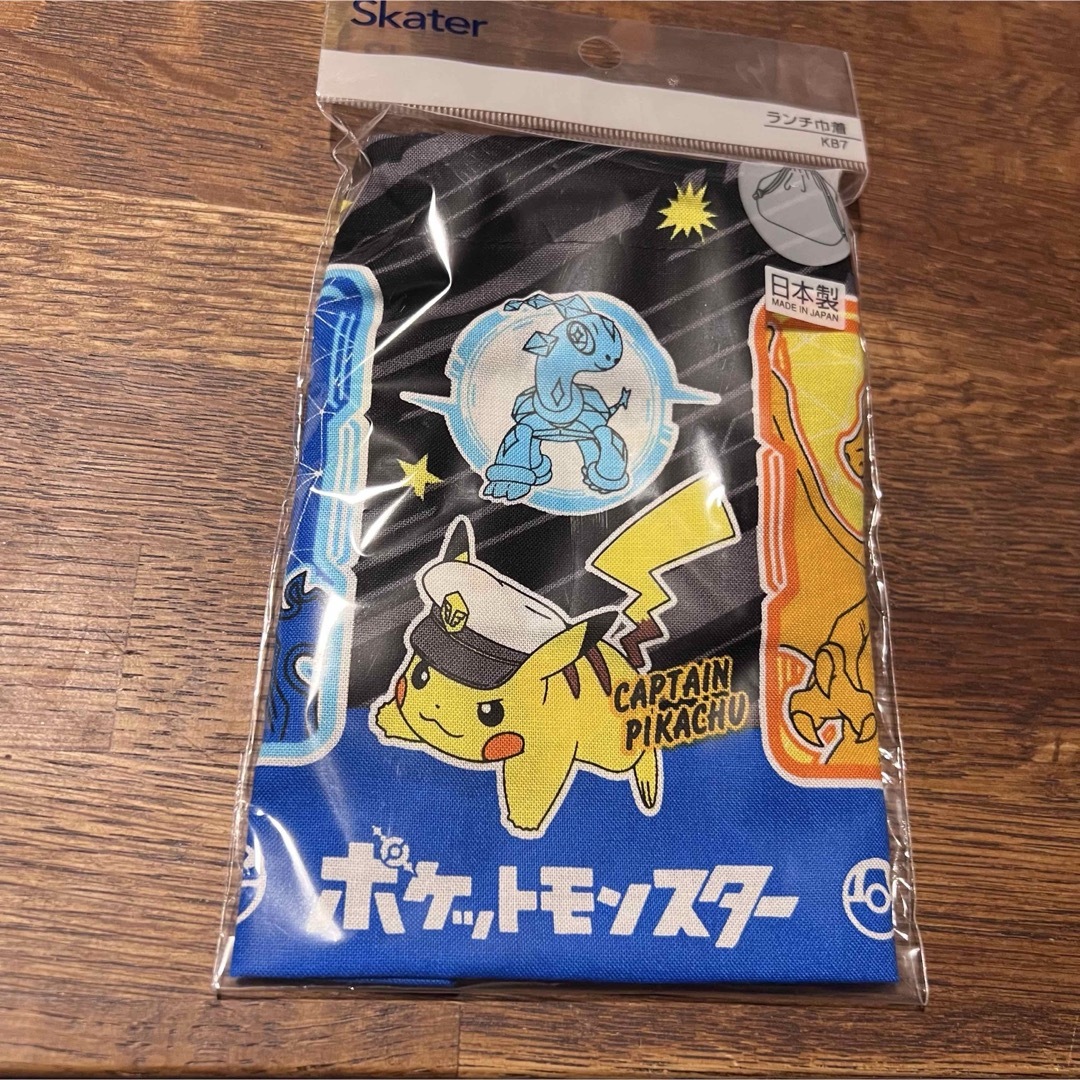 Skater
ランチ巾着
KB7
日本製
MADE IN JAPAN
CAPTAIN
PIKACHU
ポケットモンスター